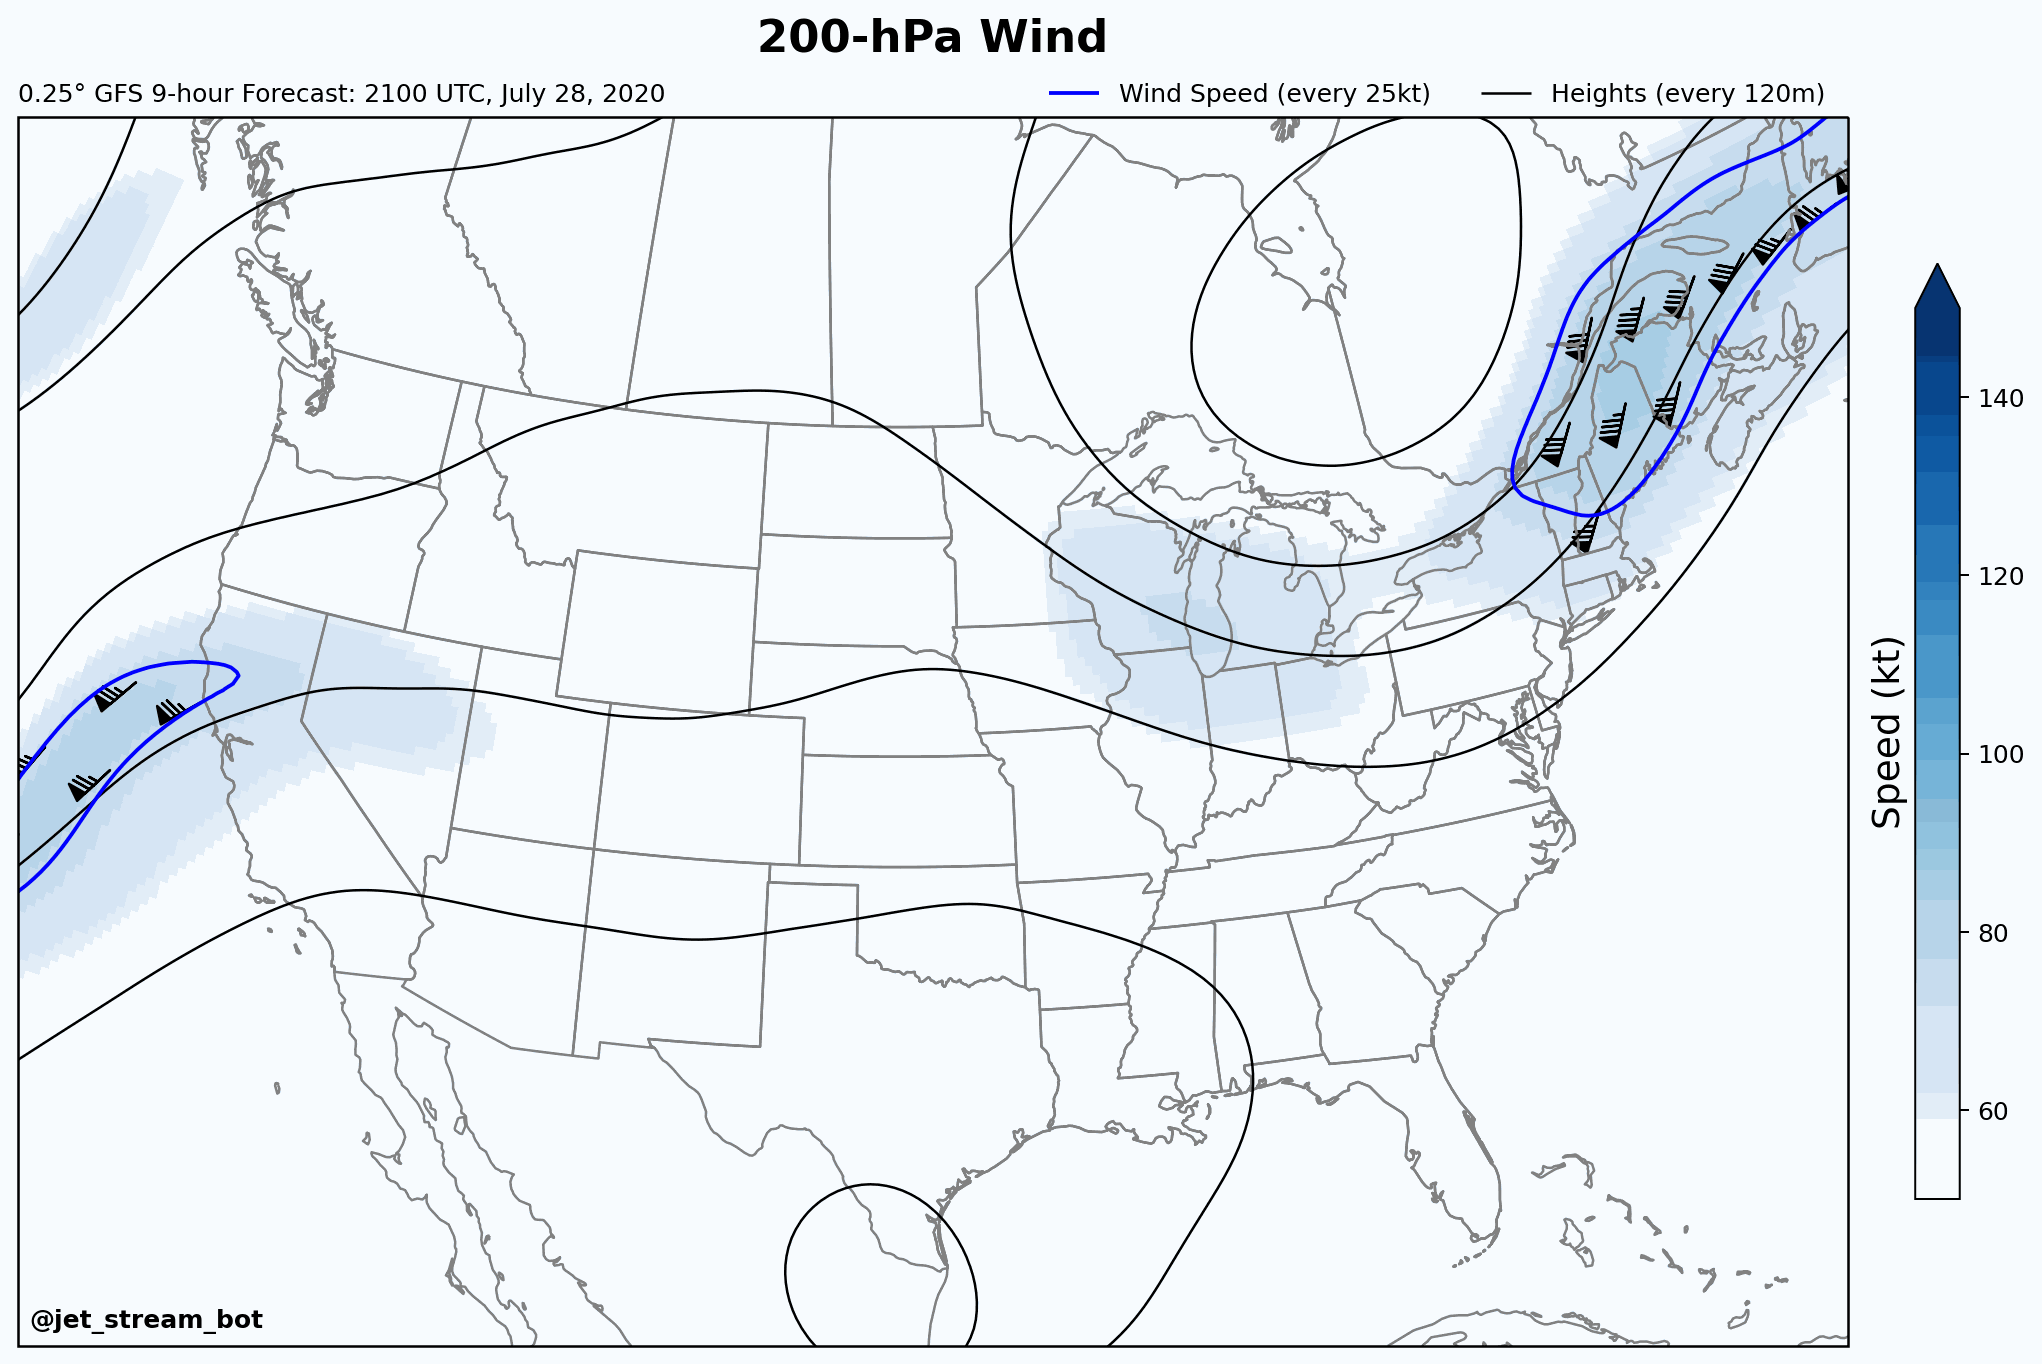 200-hPa Wind
0.25° GFS 9-hour Forecast: 2100 UTC, July 28, 2020
Wind Speed (every 25kt)
Heights (every 120m)
140
120
100
80
60
Speed (kt)
@jet_stream_bot